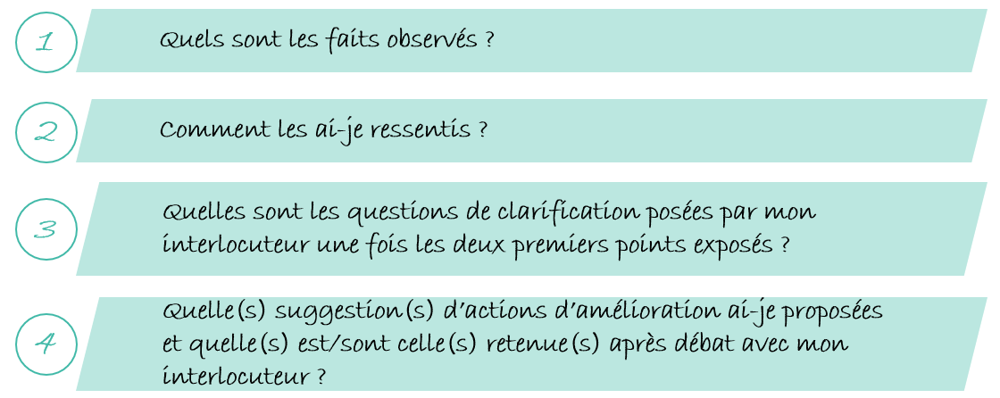 1
Quels sont les faits observés ?
2
Comment les ai-je ressentis ?
3
Quelles sont les questions de clarification posées par mon
interlocuteur une fois les deux premiers points exposés ?
4
Quelle(s) suggestion(s) d’actions d’amélioration ai-je proposées
et quelle(s) est/sont celle(s) retenue(s) après débat avec mon
interlocuteur ?